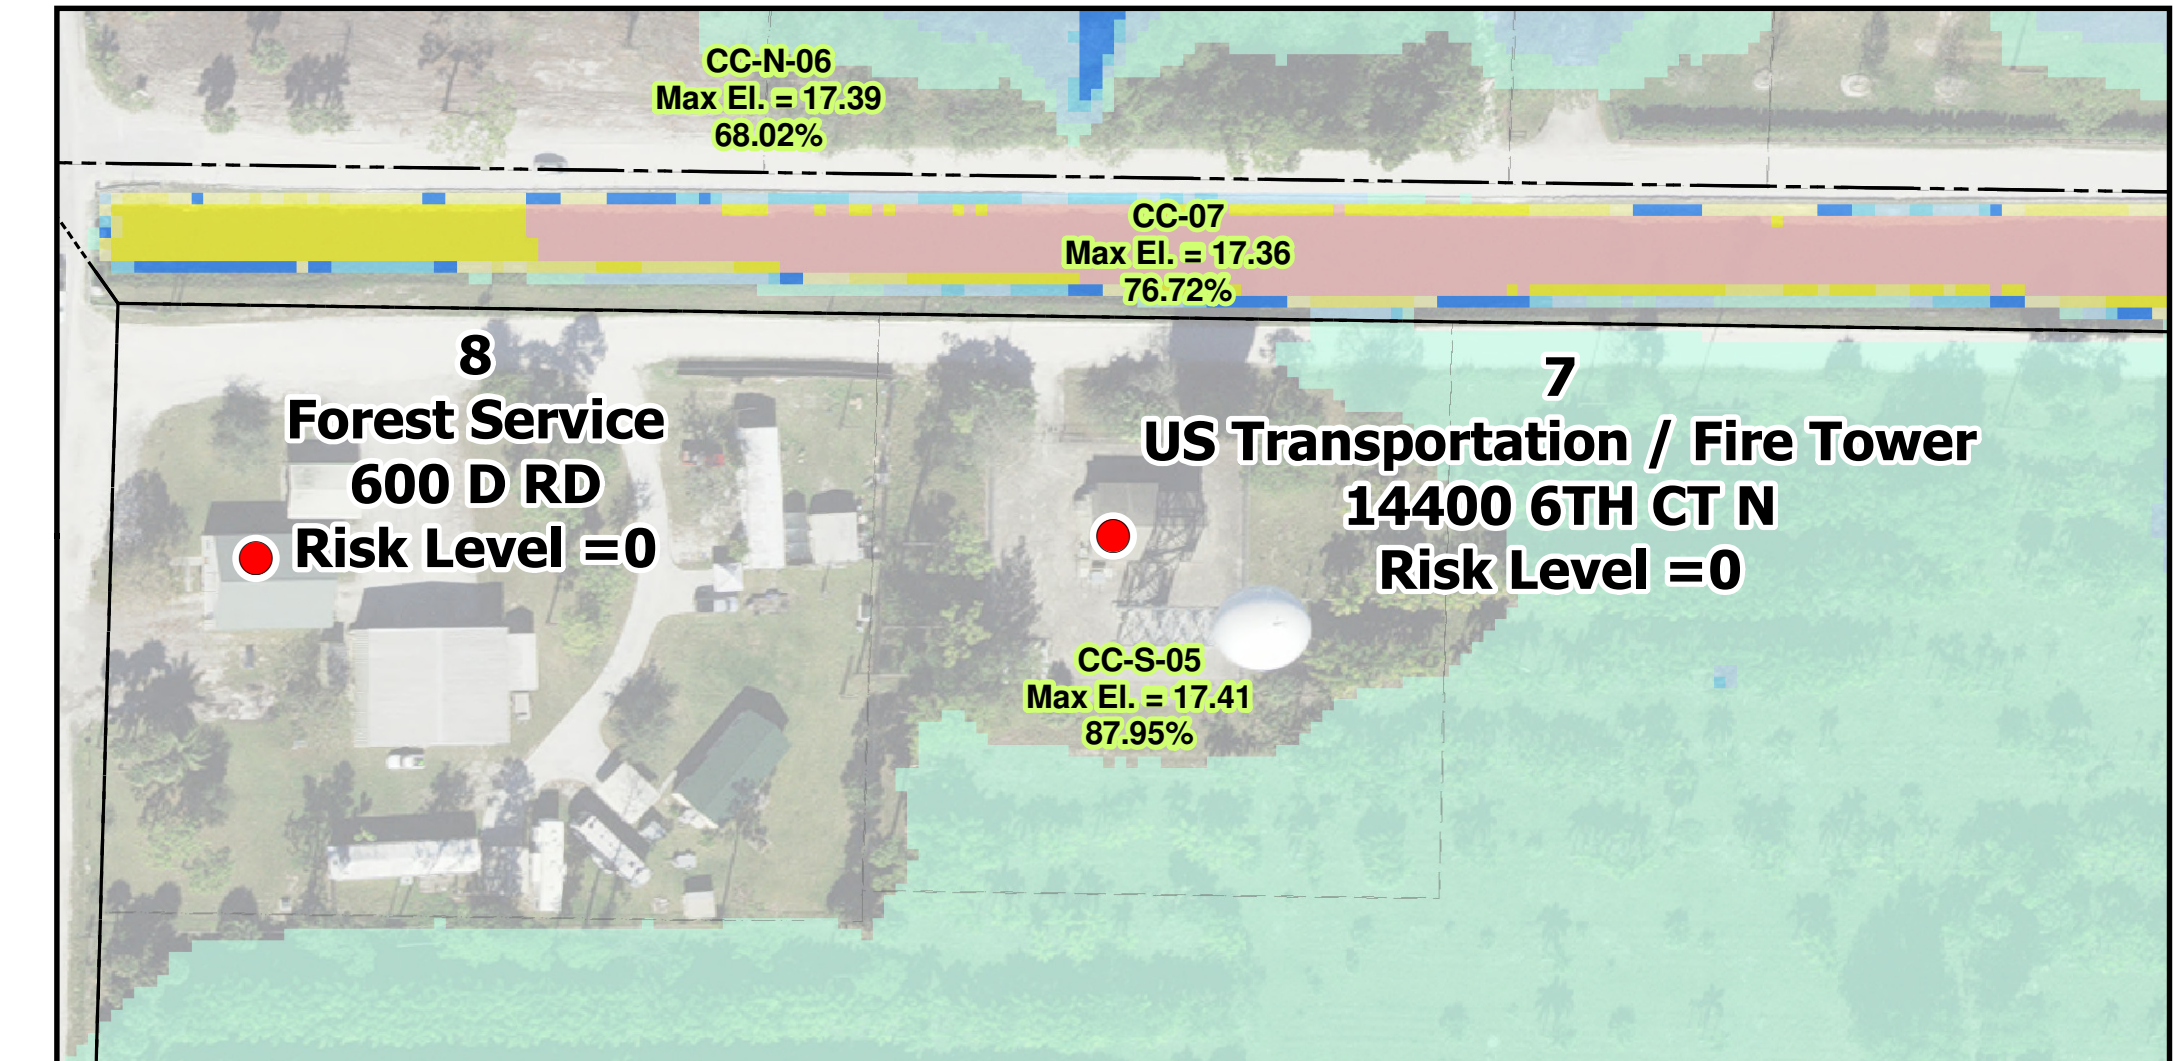 CC-N-06
Max El. = 17.39
68.02%
CC-07
Max El. = 17.36
76.72%
8
Forest Service
600 D RD
Risk Level =0
7
US Transportation / Fire Tower
14400 6TH CT N
Risk Level =0
CC-S-05
Max El. = 17.41
87.95%